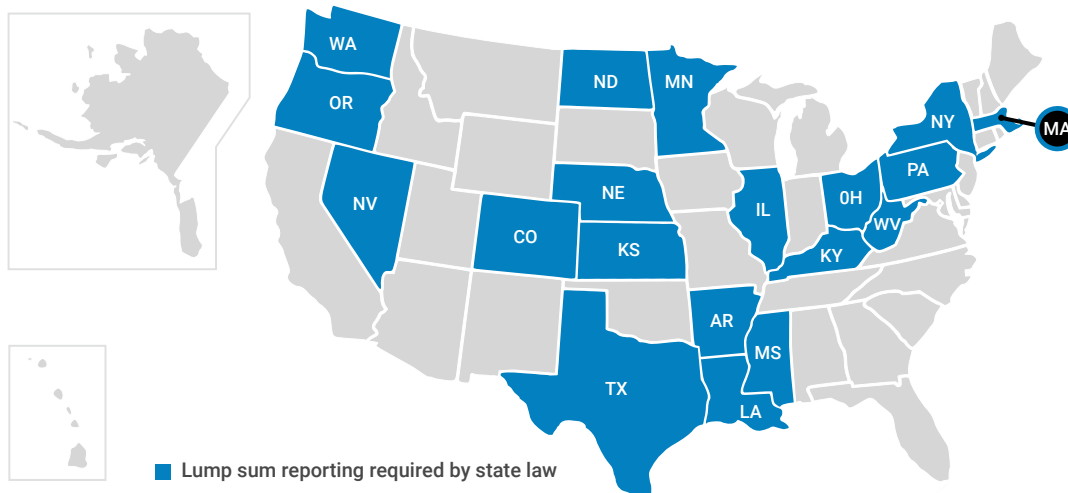 WA
ND
MN
OR
NY
MA
PA
NE
NV
0H
IL
WV
CO
KS
KY
AR
MS
TX
LA
Lump sum reporting required by state law